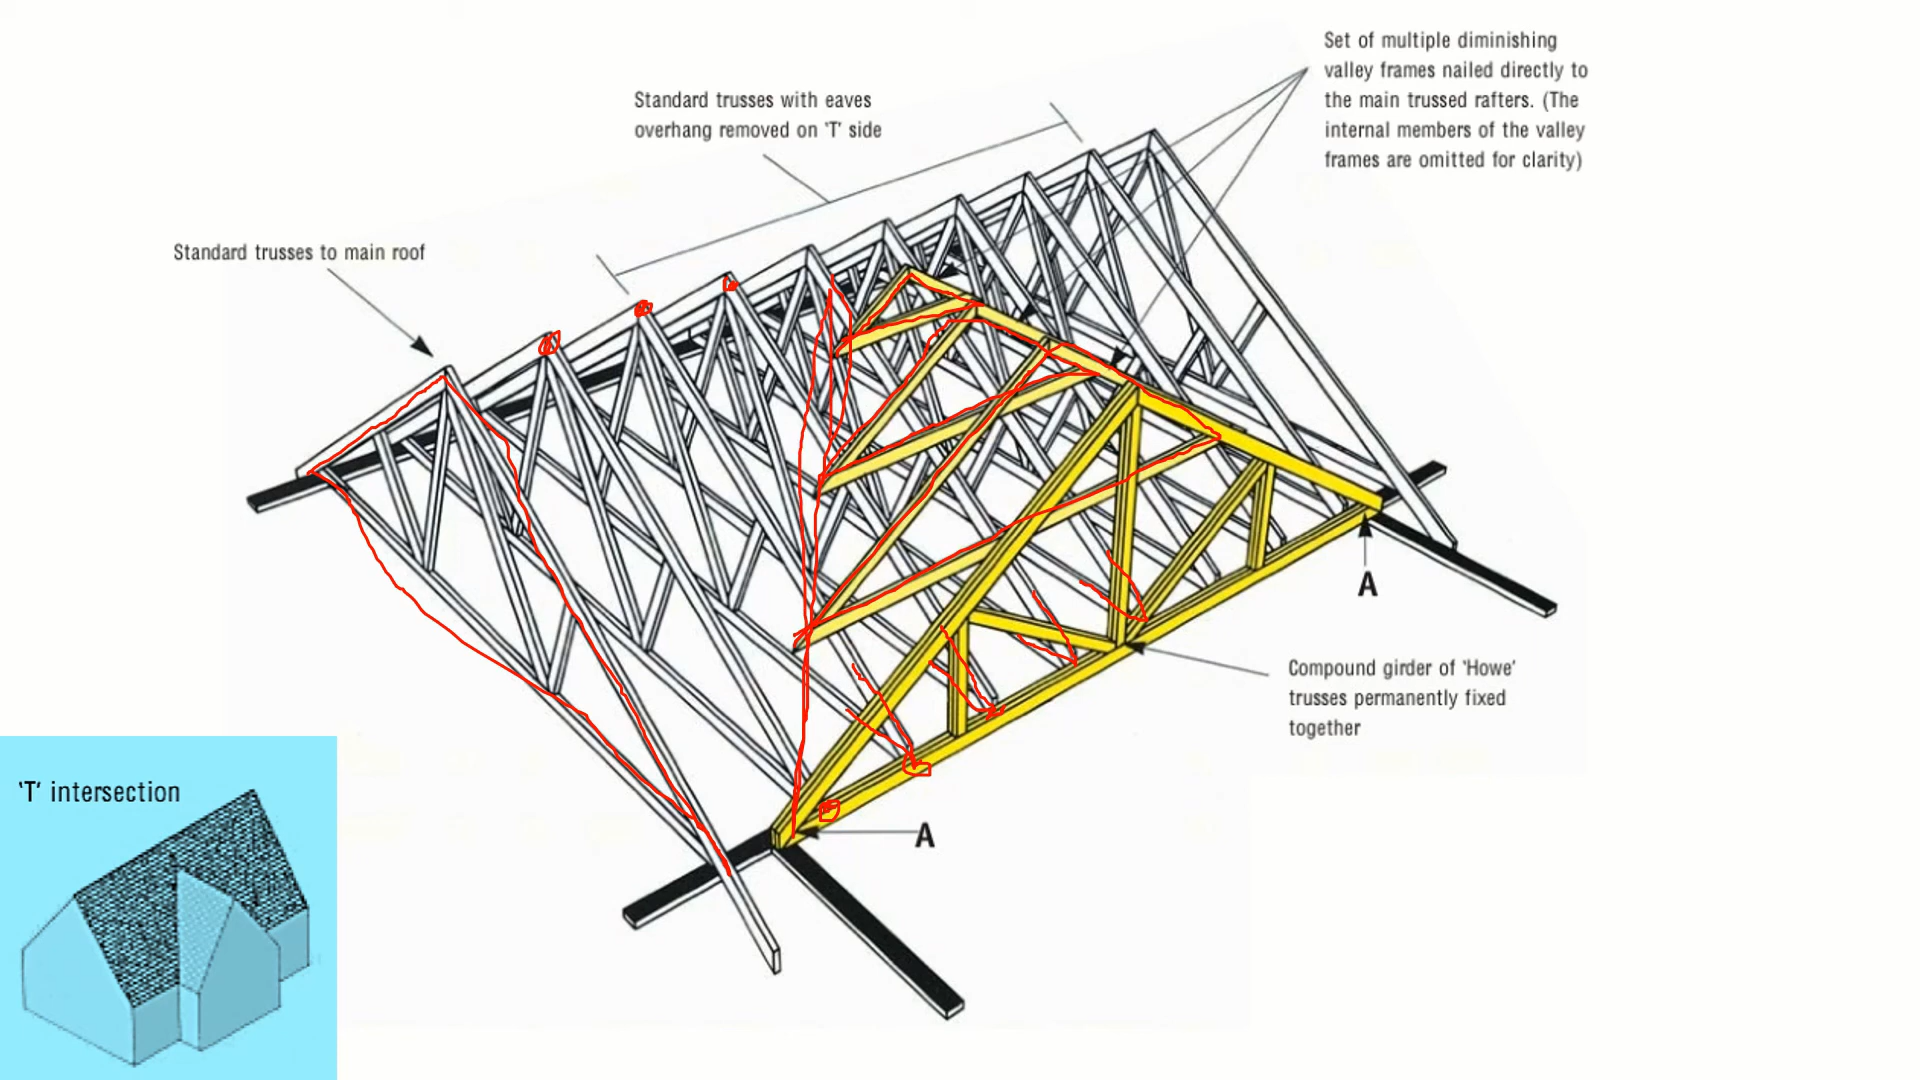 Set of multiple diminishing
valley frames nailed directly to
the main trussed rafters. (The
internal members of the valley
frames are omitted for clarity)
Standard trusses with eaves
overhang removed on 'T' side
Standard trusses to main roof
A
Compound girder of 'Howe'
trusses permanently fixed
together
A
'T' intersection